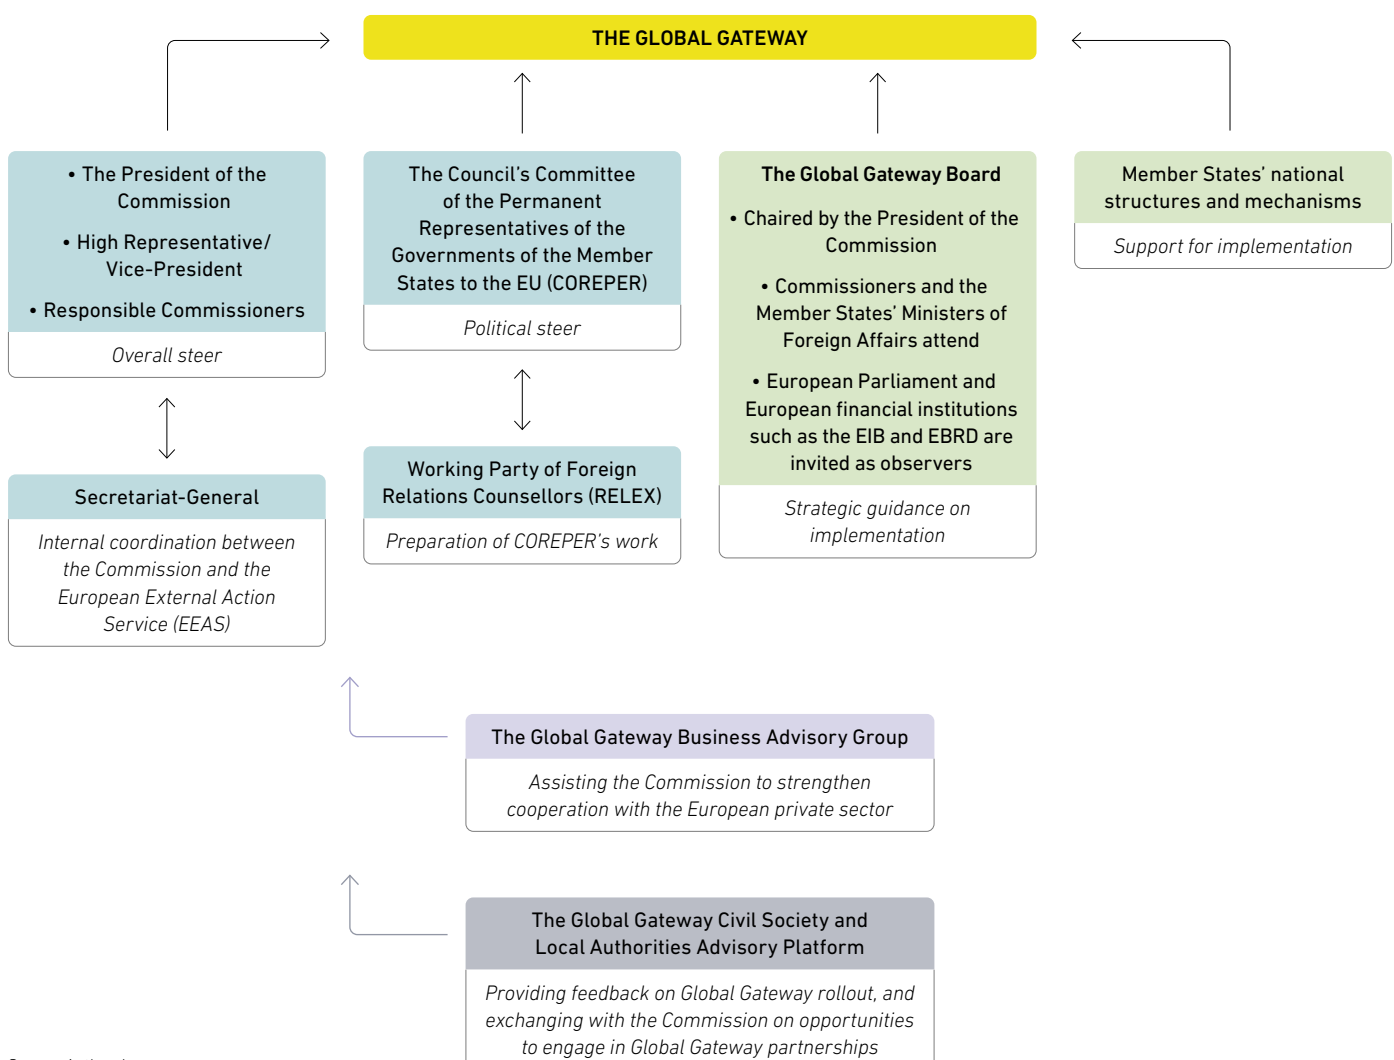 THE GLOBAL GATEWAY
• The President of the
Commission
• High Representative/
Vice-President
• Responsible Commissioners
Overall steer
Secretariat-General
Internal coordination between
the Commission and the
European External Action
Service (EEAS)
The Council’s Committee
of the Permanent
Representatives of the
Governments of the Member
States to the EU (COREPER)
Political steer
Working Party of Foreign
Relations Counsellors (RELEX)
Preparation of COREPER’s work
The Global Gateway Board
• Chaired by the President of the
Commission
• Commissioners and the
Member States’ Ministers of
Foreign Affairs attend
• European Parliament and
European financial institutions
such as the EIB and EBRD are
invited as observers
Strategic guidance on
implementation
Member States’ national
structures and mechanisms
Support for implementation
The Global Gateway Business Advisory Group
Assisting the Commission to strengthen
cooperation with the European private sector
The Global Gateway Civil Society and
Local Authorities Advisory Platform
Providing feedback on Global Gateway rollout, and
exchanging with the Commission on opportunities
to engage in Global Gateway partnerships